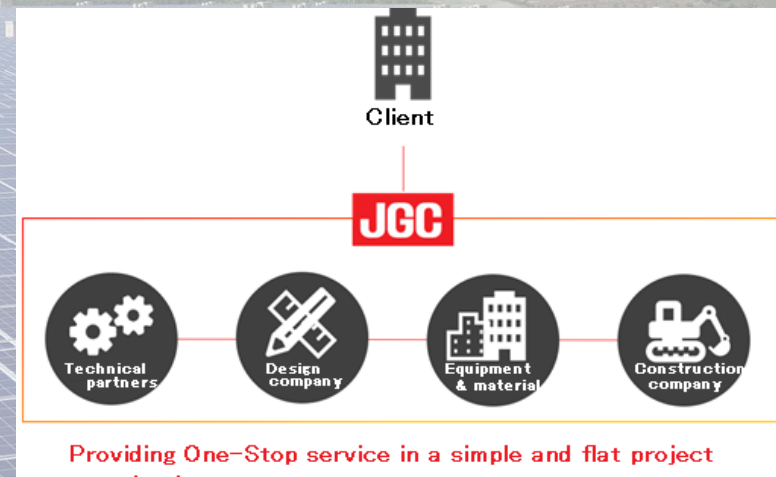 Client
JGC
Technical
partners
Design
company
Equipment
& material
Construction
company
Providing One-Stop service in a simple and flat project